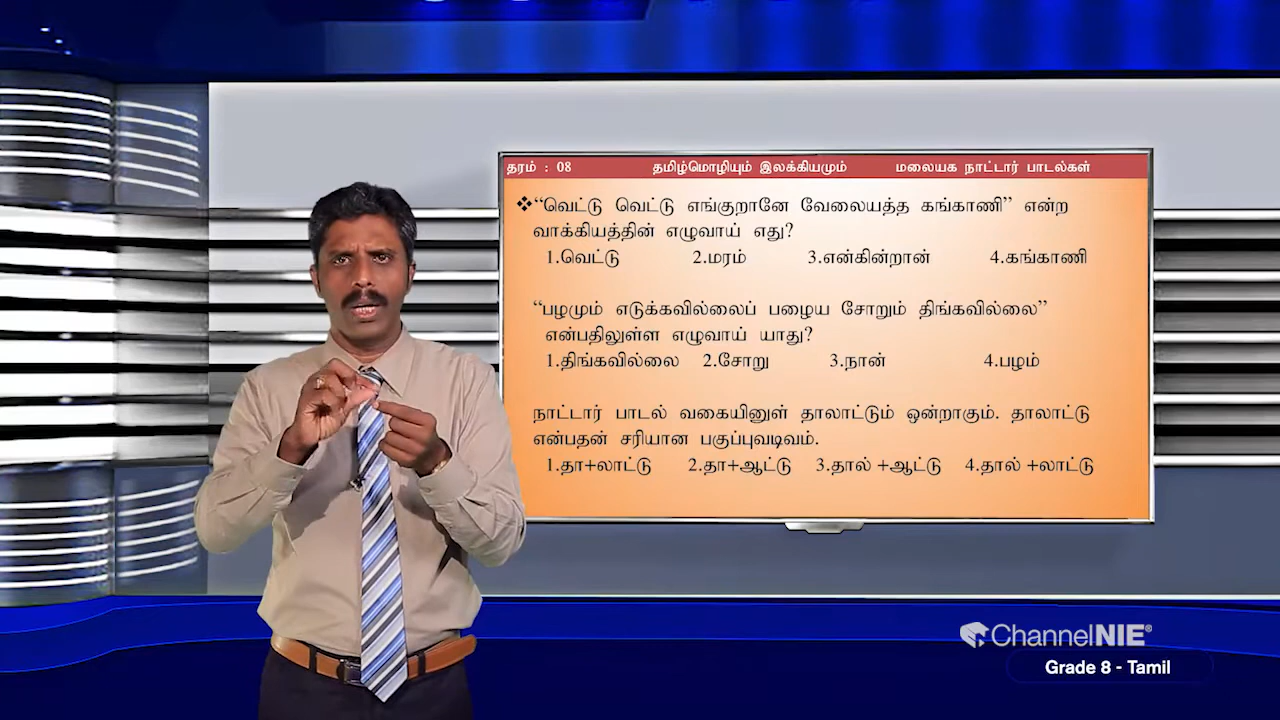 தரம் : 08 தமிழ்மொழியும் இலக்கியமும் மலையக நாட்டார் பாடல்கள்
❖“வெட்டு வெட்டு எங்குறானே வேலையத்த கங்காணி” என்ற
வாக்கியத்தின் எழுவாய் எது?
1.வெட்டு 2.மரம் 3.என்கின்றான் 4.கங்காணி
“பழமும் எடுக்கவில்லைப் பழைய சோறும் திங்கவில்லை”
என்பதிலுள்ள எழுவாய் யாது?
1.திங்கவில்லை 2.சோறு 3.நான் 4.பழம்
நாட்டார் பாடல் வகையினுள் தாலாட்டும் ஒன்றாகும். தாலாட்டு
என்பதன் சரியான பகுப்புவடிவம்.
1.தா+லாட்டு 2.தா+ஆட்டு 3.தால் +ஆட்டு 4.தால் +லாட்டு
ChannelNIE®
Grade 8 - Tamil